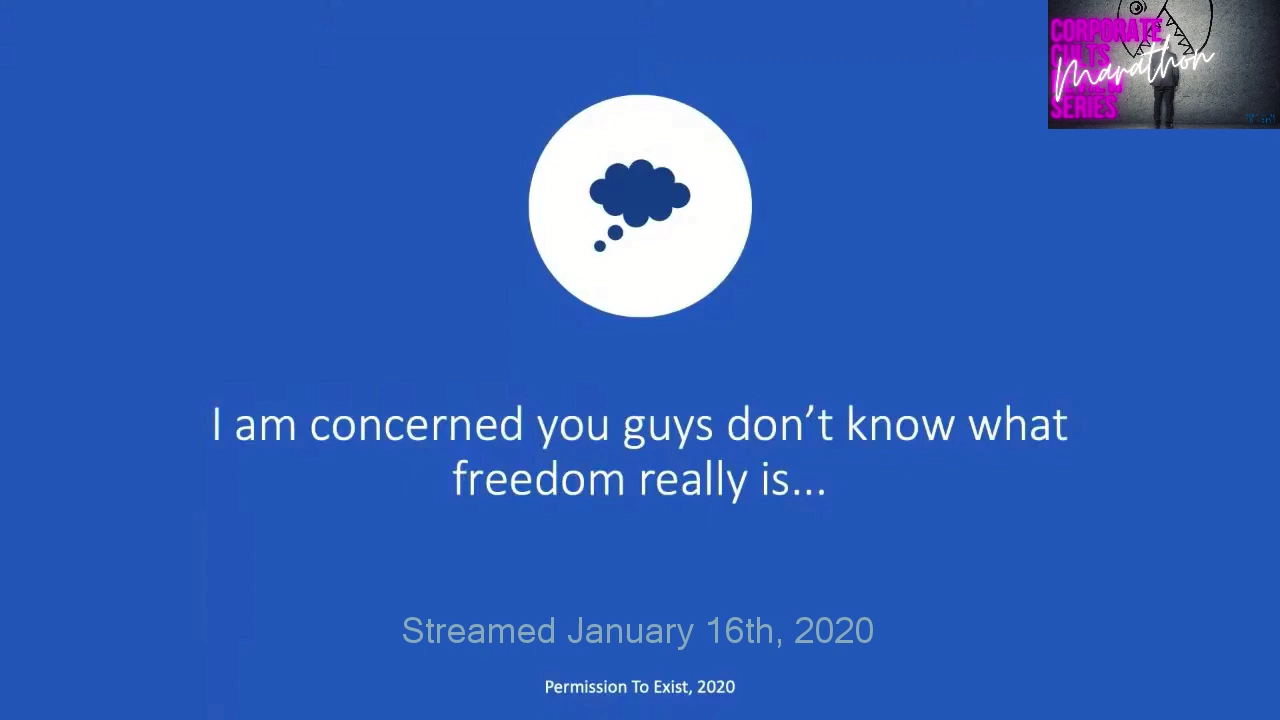 CORPORATE
CULTS
Marathon
SERIES
I am concerned you guys don’t know what
freedom really is...
Streamed January 16th, 2020
Permission To Exist, 2020